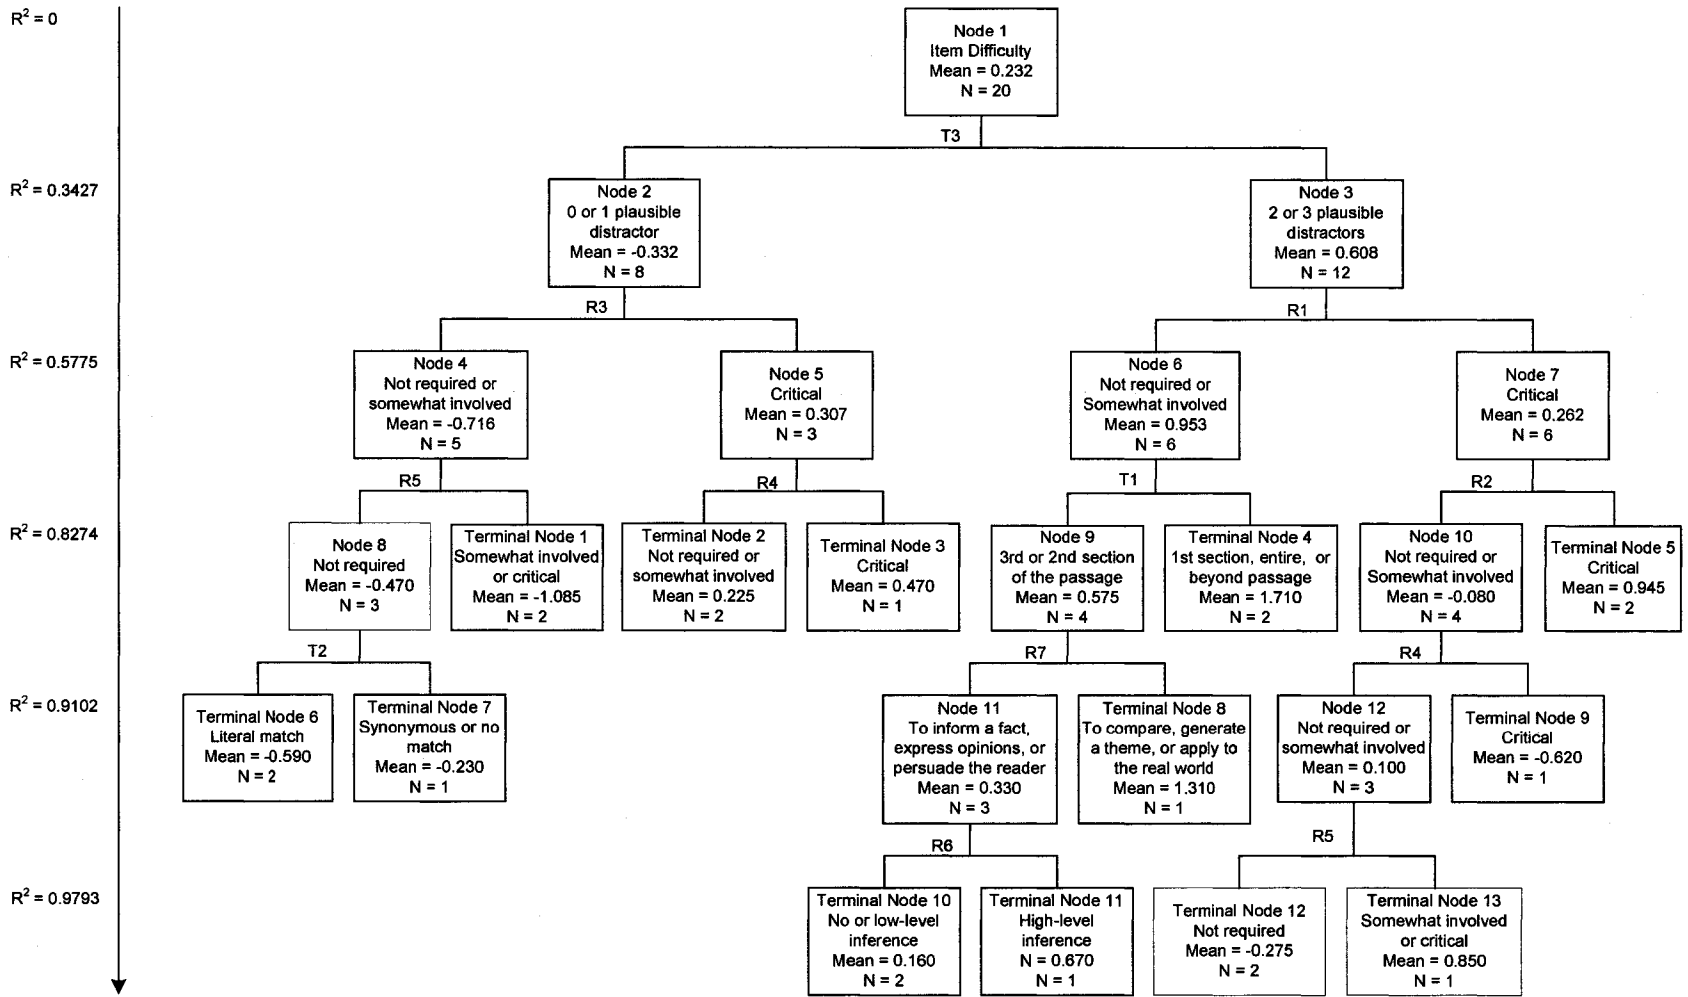 R² = 0
Node 1
Item Difficulty
Mean = 0.232
N = 20
T3
R² = 0.3427
Node 2
0 or 1 plausible
distractor
Mean = -0.332
N = 8
Node 3
2 or 3 plausible
distractors
Mean = 0.608
N = 12
R3
R1
R² = 0.5775
Node 4
Not required or
somewhat involved
Mean = -0.716
N = 5
Node 5
Critical
Mean = 0.307
N = 3
Node 6
Not required or
Somewhat involved
Mean = 0.953
N = 6
Node 7
Critical
Mean = 0.262
N = 6
R5
R4
T1
R2
R² = 0.8274
Node 8
Not required
Mean = -0.470
N = 3
Terminal Node 1
Somewhat involved
or critical
Mean = -1.085
N = 2
Terminal Node 2
Not required or
somewhat involved
Mean = 0.225
N = 2
Terminal Node 3
Critical
Mean = 0.470
N = 1
Node 9
3rd or 2nd section
of the passage
Mean = 0.575
N = 4
Terminal Node 4
1st section, entire, or
beyond passage
Mean = 1.710
N = 2
Node 10
Not required or
Somewhat involved
Mean = -0.080
N = 4
Terminal Node 5
Critical
Mean = 0.945
N = 2
T2
R7
R4
R² = 0.9102
Terminal Node 6
Literal match
Mean = -0.590
N = 2
Terminal Node 7
Synonymous or no
match
Mean = -0.230
N = 1
Node 11
To inform a fact,
express opinions, or
persuade the reader
Mean = 0.330
N = 3
Terminal Node 8
To compare, generate
a theme, or apply to
the real world
Mean = 1.310
N = 1
Node 12
Not required or
somewhat involved
Mean = 0.100
N = 3
Terminal Node 9
Critical
Mean = -0.620
N = 1
R6
R5
R² = 0.9793
Terminal Node 10
No or low-level
inference
Mean = 0.160
N = 2
Terminal Node 11
High-level
inference
N = 0.670
N = 1
Terminal Node 12
Not required
Mean = -0.275
N = 2
Terminal Node 13
Somewhat involved
or critical
Mean = 0.850
N = 1